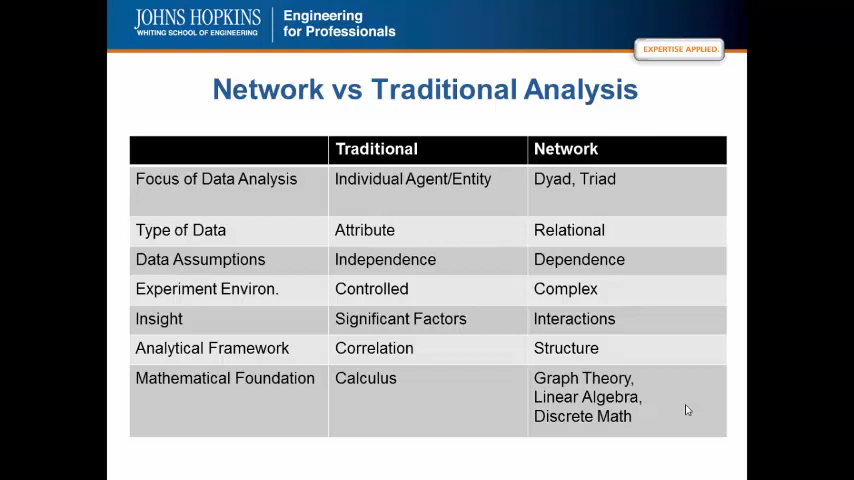 JOHNS HOPKINS
WHITING SCHOOL OF ENGINEERING
Engineering
for Professionals
EXPERTISE APPLIED.
Network vs Traditional Analysis
Traditional Network
Focus of Data Analysis Individual Agent/Entity Dyad, Triad
Type of Data Attribute Relational
Data Assumptions Independence Dependence
Experiment Environ. Controlled Complex
Insight Significant Factors Interactions
Analytical Framework Correlation Structure
Mathematical Foundation Calculus Graph Theory,
Linear Algebra,
Discrete Math